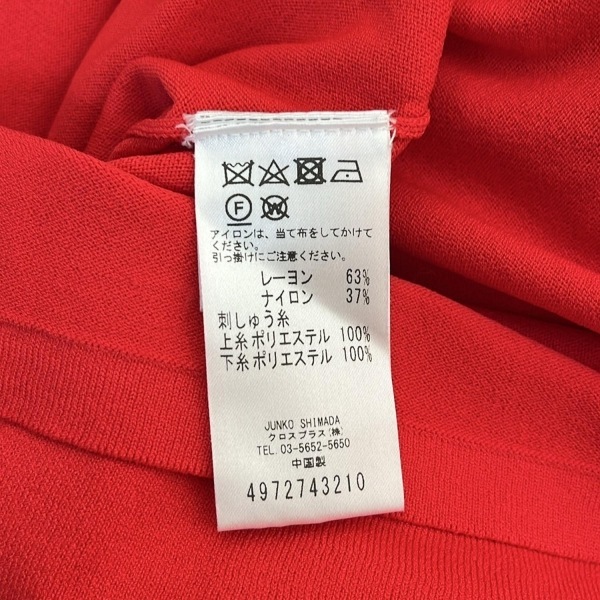 F W
アイロンは、当て布をしてかけて
ください。
引っ掛けにご注意ください。
レーヨン 63%
ナイロン 37%
刺しゅう糸
上糸ポリエステル 100%
下糸ポリエステル 100%
JUNKO SHIMADA
クロスプラス(株)
TEL. 03-5652-5650
中国製
4972743210